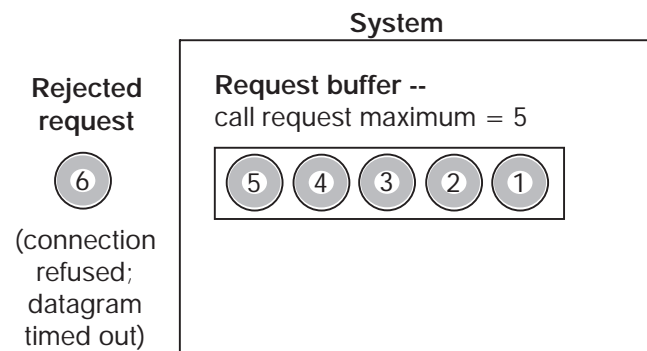 System
Rejected
request
6
(connection
refused;
datagram
timed out)
Request buffer --
call request maximum = 5
5 4 3 2 1